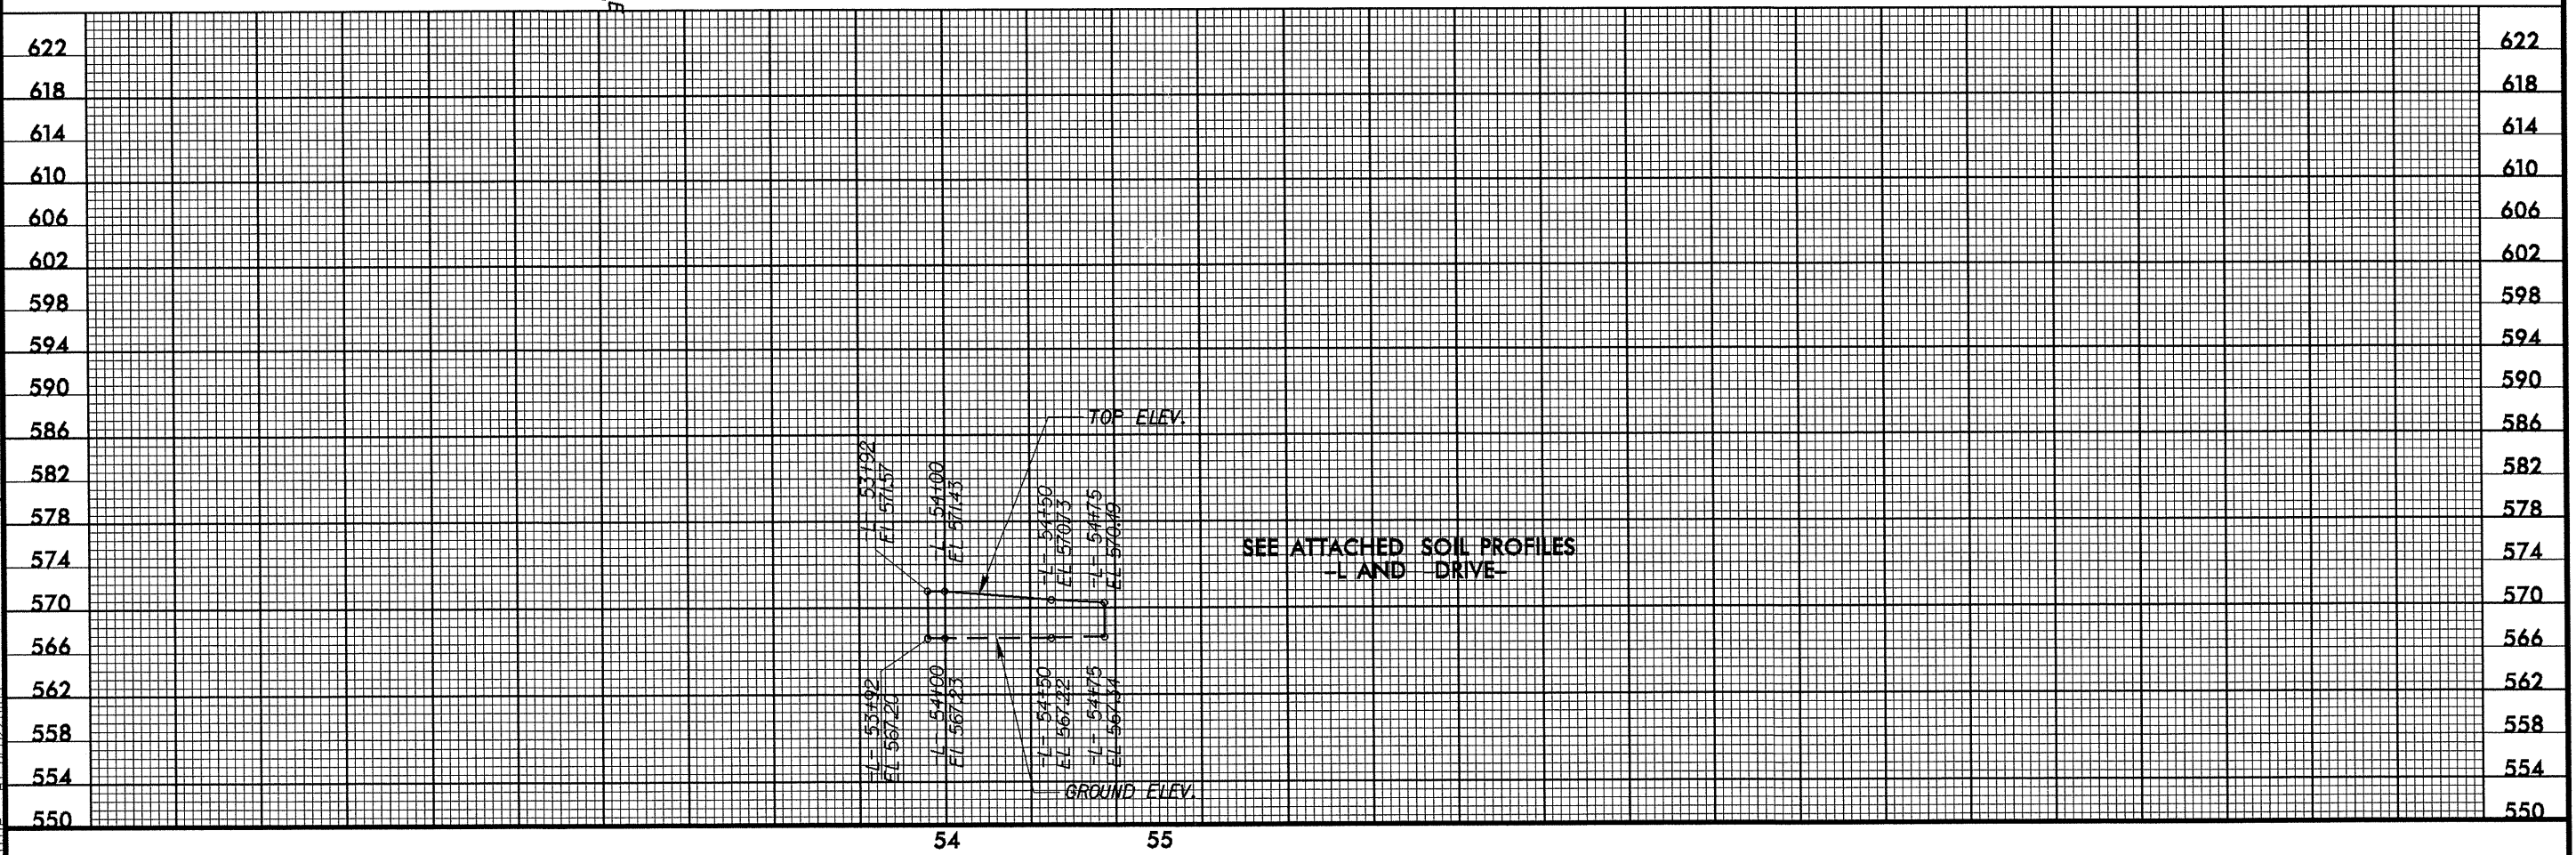 E
622 622
618 618
614 614
610 610
606 606
602 602
598 598
594 594
590 590
586 586
582 582
578 578
574 574
570 570
566 566
562 562
558 558
554 554
550 550
TOP ELEV.
-L- 53+92
EL 571.57
-L- 54+00
EL 571.43
-L- 54+50
EL 570.73
-L- 54+75
EL 570.19
SEE ATTACHED SOIL PROFILES
-L AND -DRIVE-
-L- 53+92
EL 567.20
-L- 54+00
EL 567.23
-L- 54+50
EL 567.22
-L- 54+75
EL 567.34
GROUND ELEV.
54 55